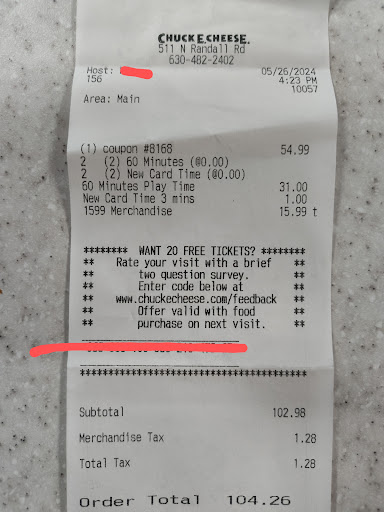 CHUCK E. CHEESE.
511 N Randall Rd
630-482-2402
Host:
05/26/2024
156
4:23 PM
10057
Area: Main
(1) coupon #8168 54.99
2 (2) 60 Minutes (@0.00)
2 (2) New Card Time (@0.00)
60 Minutes Play Time 31.00
New Card Time 3 mins 1.00
1599 Merchandise 15.99 t
******** WANT 20 FREE TICKETS? ********
** Rate your visit with a brief **
** two question survey. **
** Enter code below at **
** www.chuckecheese.com/feedback **
** Offer valid with food **
** purchase on next visit. **
***************************************
Subtotal 102.98
Merchandise Tax 1.28
Total Tax 1.28
Order Total 104.26